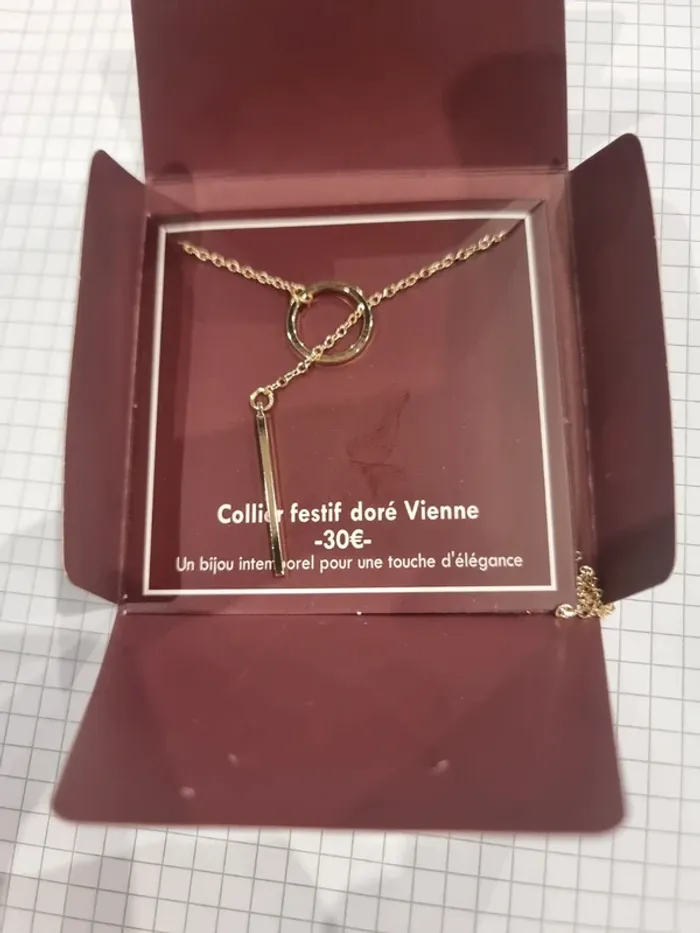 Collier festif doré Vienne
-30€-
Un bijou intemporel pour une touche d'élégance